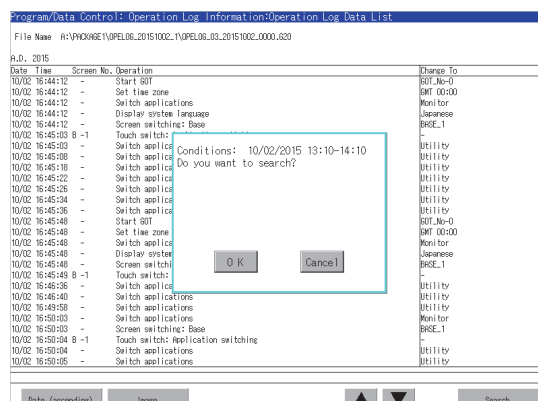 Program/Data Control: Operation Log Information:Operation Log Data List
File Name A:\PACKAGE1\OPELOG_20151002_1\OPELOG_03_20151002_0000.G2O
A.D. 2015
Date Time Screen No. Operation Change To
10/02 16:44:12 - Start GOT GOT_No-0
10/02 16:44:12 - Set time zone GMT 00:00
10/02 16:44:12 - Switch applications Monitor
10/02 16:44:12 - Display system language Japanese
10/02 16:44:12 - Screen switching: Base BASE_1
10/02 16:45:03 B -1 Touch switch: -
10/02 16:45:03 - Switch applica Utility
10/02 16:45:08 - Switch applica Utility
10/02 16:45:18 - Switch applica Utility
10/02 16:45:22 - Switch applica Utility
10/02 16:45:26 - Switch applica Utility
10/02 16:45:34 - Switch applica Utility
10/02 16:45:36 - Switch applica Utility
10/02 16:45:48 - Start GOT GOT_No-0
10/02 16:45:48 - Set time zone GMT 00:00
10/02 16:45:48 - Switch applica Monitor
10/02 16:45:48 - Display system Japanese
10/02 16:45:48 - Screen switchi BASE_1
10/02 16:45:49 B -1 Touch switch: -
10/02 16:46:36 - Switch applica Utility
10/02 16:46:40 - Switch applications Utility
10/02 16:49:58 - Switch applications Utility
10/02 16:50:03 - Switch applications Monitor
10/02 16:50:03 - Screen switching: Base BASE_1
10/02 16:50:04 B -1 Touch switch: Application switching -
10/02 16:50:04 - Switch applications Utility
10/02 16:50:05 - Switch applications Utility
Conditions: 10/02/2015 13:10-14:10
Do you want to search?
OK Cancel
Date (ascending) Image Search